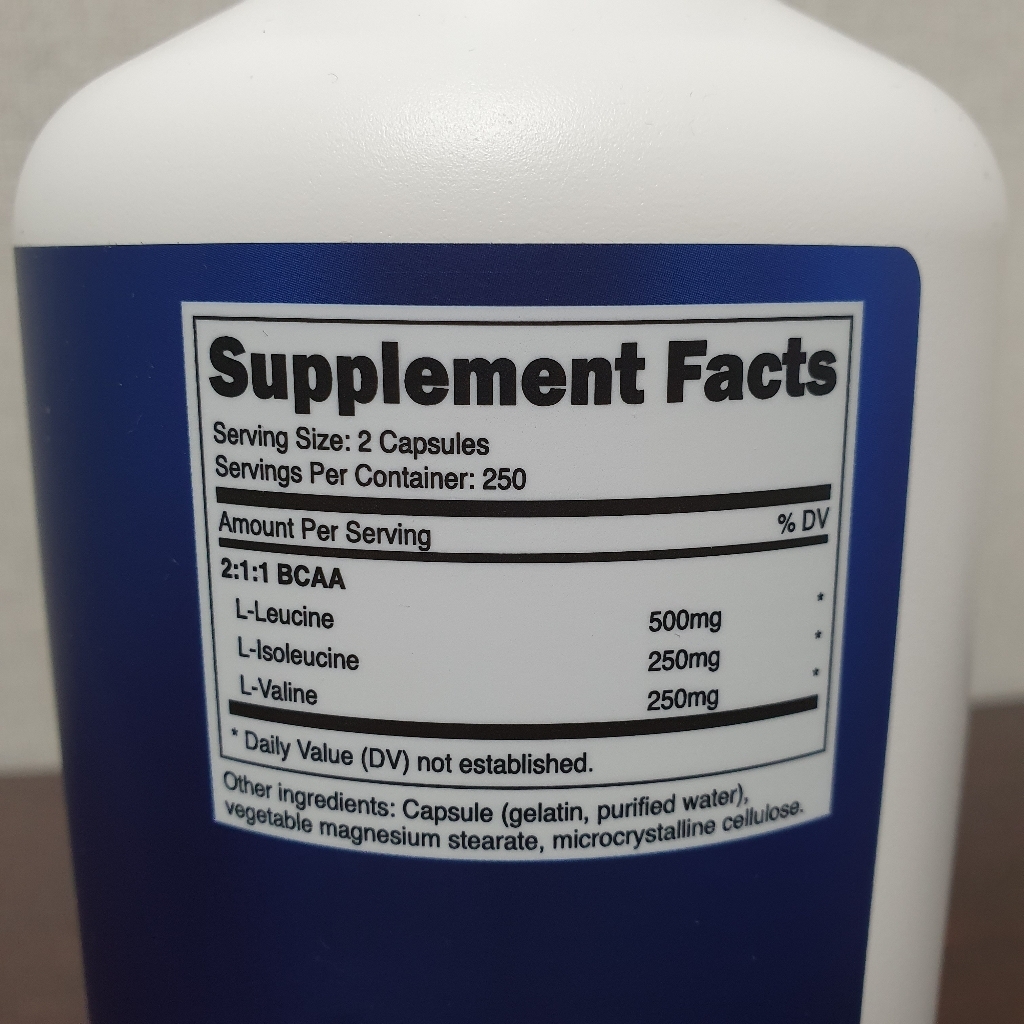 Supplement Facts
Serving Size: 2 Capsules
Servings Per Container: 250
Amount Per Serving % DV
2:1:1 BCAA
L-Leucine 500mg *
L-Isoleucine 250mg *
L-Valine 250mg *
* Daily Value (DV) not established.
Other ingredients: Capsule (gelatin, purified water),
vegetable magnesium stearate, microcrystalline cellulose.